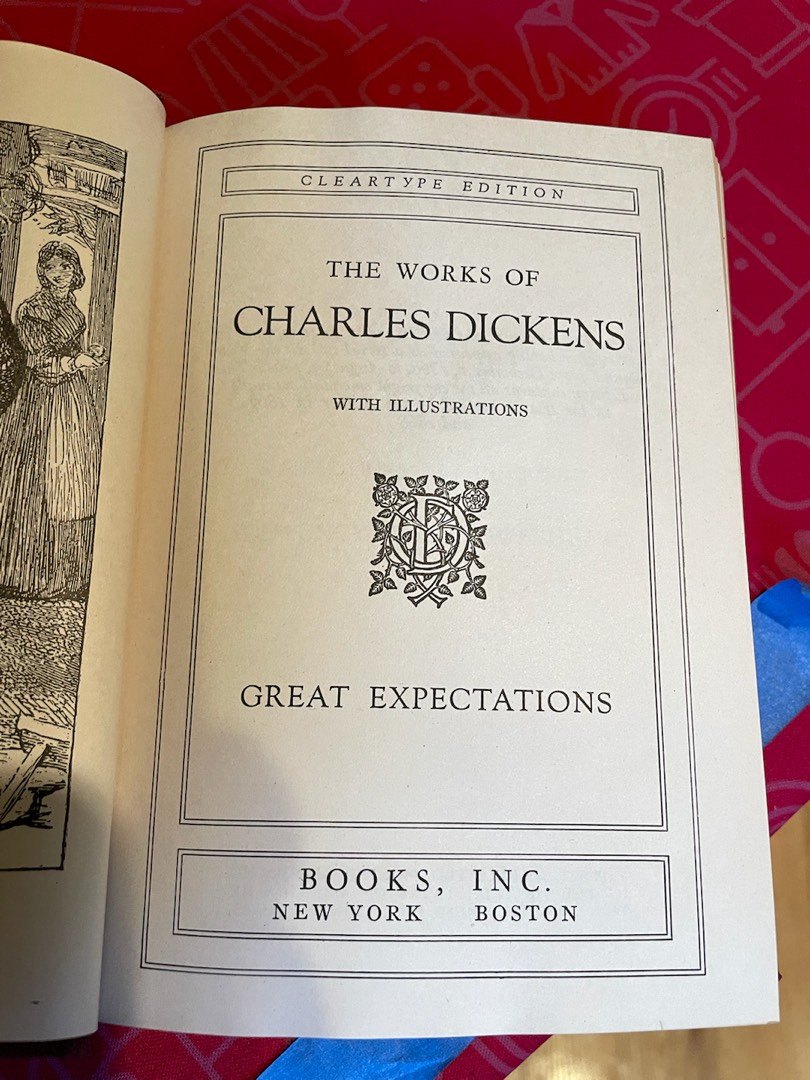 CLEARTYPE EDITION
THE WORKS OF
CHARLES DICKENS
WITH ILLUSTRATIONS
GREAT EXPECTATIONS
BOOKS, INC.
NEW YORK BOSTON